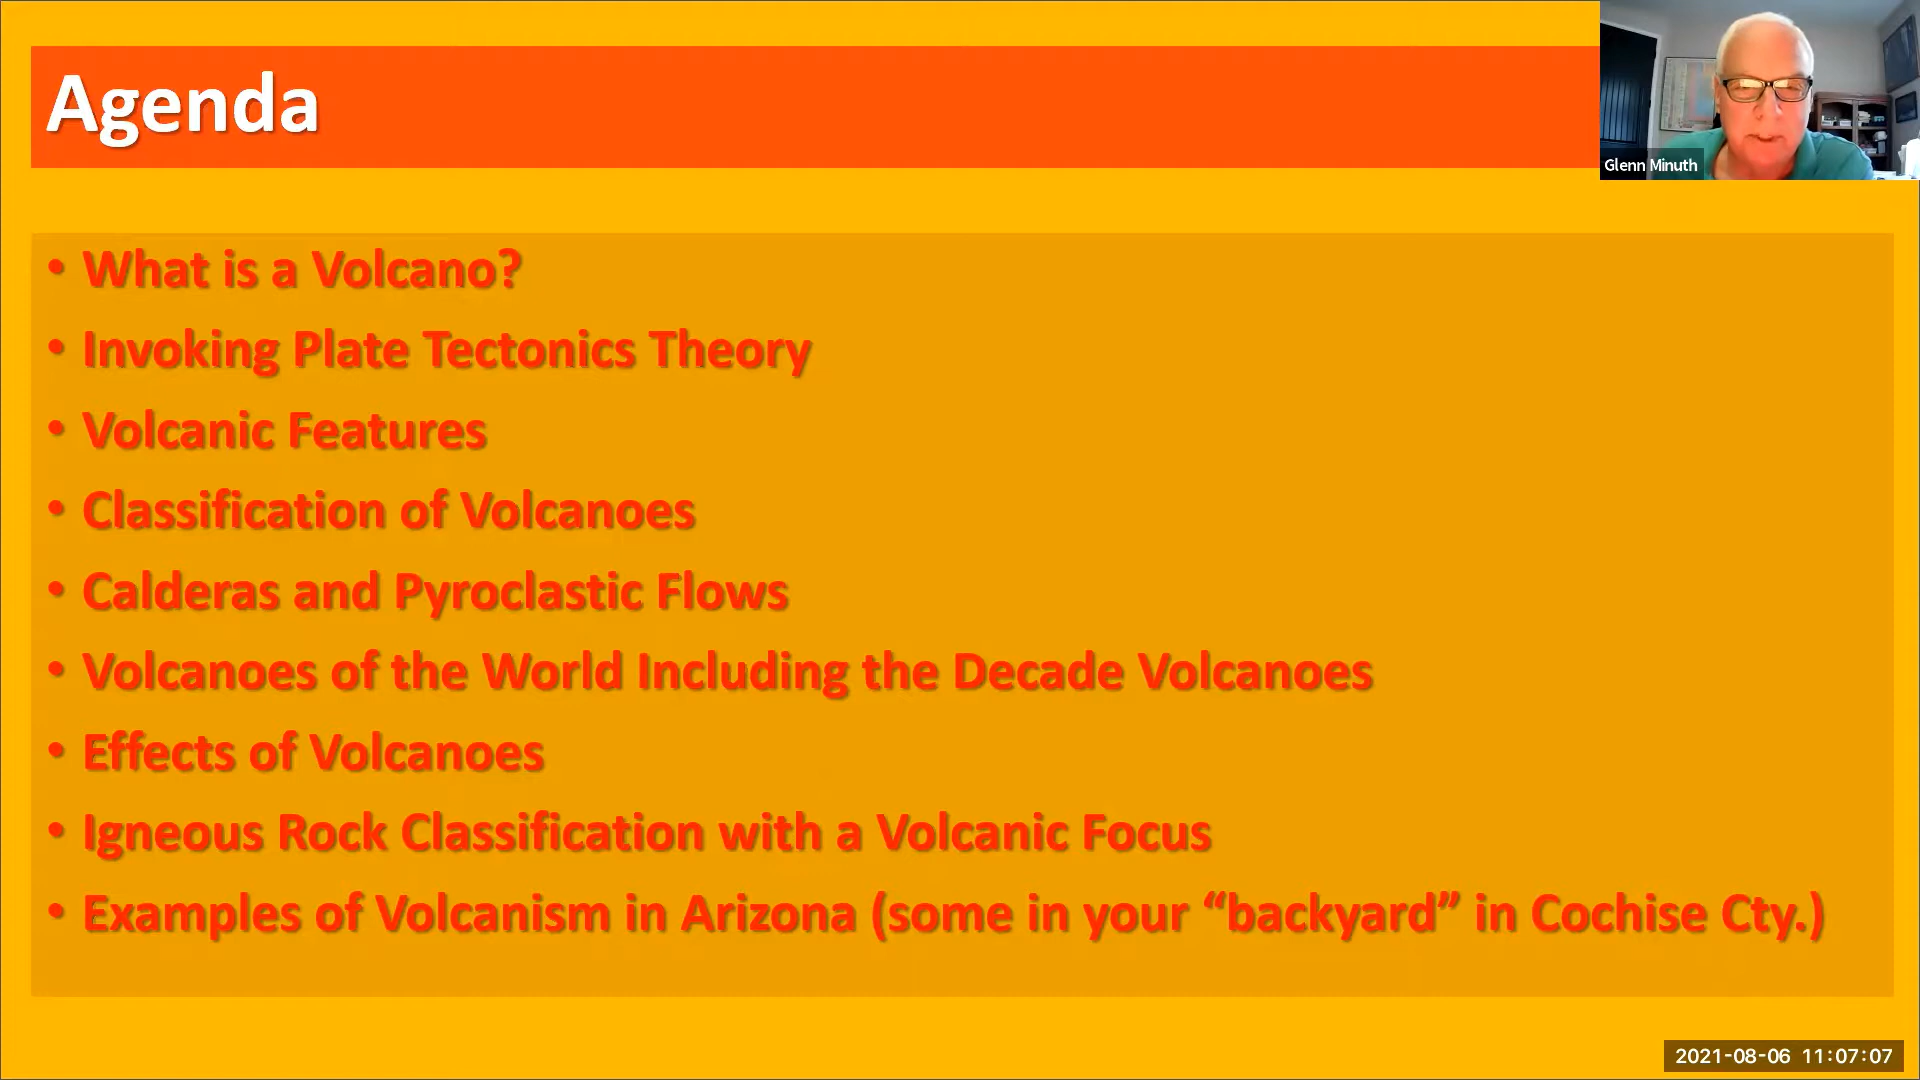 Agenda
Glenn Minuth
• What is a Volcano?
• Invoking Plate Tectonics Theory
• Volcanic Features
• Classification of Volcanoes
• Calderas and Pyroclastic Flows
• Volcanoes of the World Including the Decade Volcanoes
• Effects of Volcanoes
• Igneous Rock Classification with a Volcanic Focus
• Examples of Volcanism in Arizona (some in your “backyard” in Cochise Cty.)
2021-08-06 11:07:07